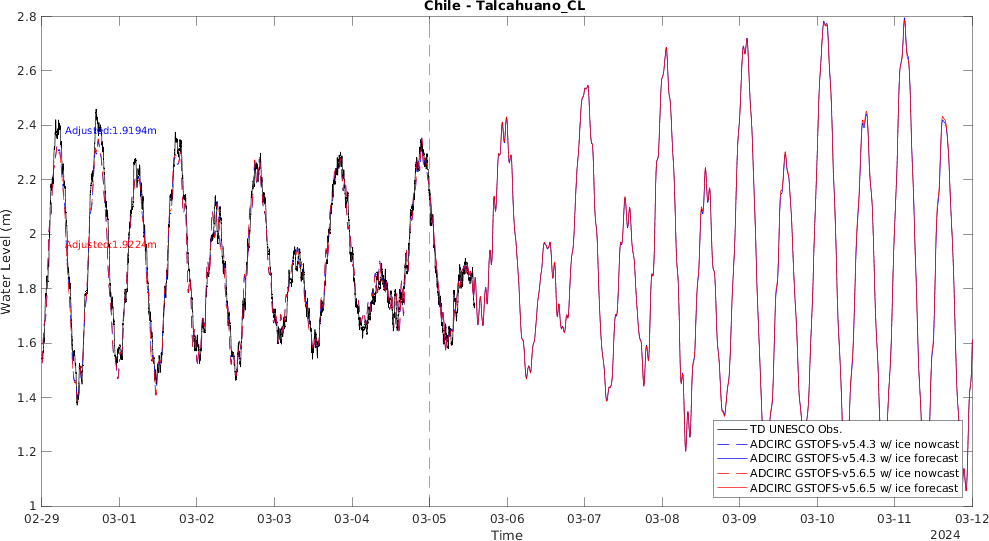 Chile - Talcahuano_CL
2.8
2.6
2.4
2.2
2
1.8
1.6
1.4
1.2
1
Water Level (m)
Adjusted:1.9194m
Adjusted:1.9224m
TD UNESCO Obs.
ADCIRC GSTOFS-v5.4.3 w/ ice nowcast
ADCIRC GSTOFS-v5.4.3 w/ ice forecast
ADCIRC GSTOFS-v5.6.5 w/ ice nowcast
ADCIRC GSTOFS-v5.6.5 w/ ice forecast
02-29 03-01 03-02 03-03 03-04 03-05 03-06 03-07 03-08 03-09 03-10 03-11 03-12
Time
2024